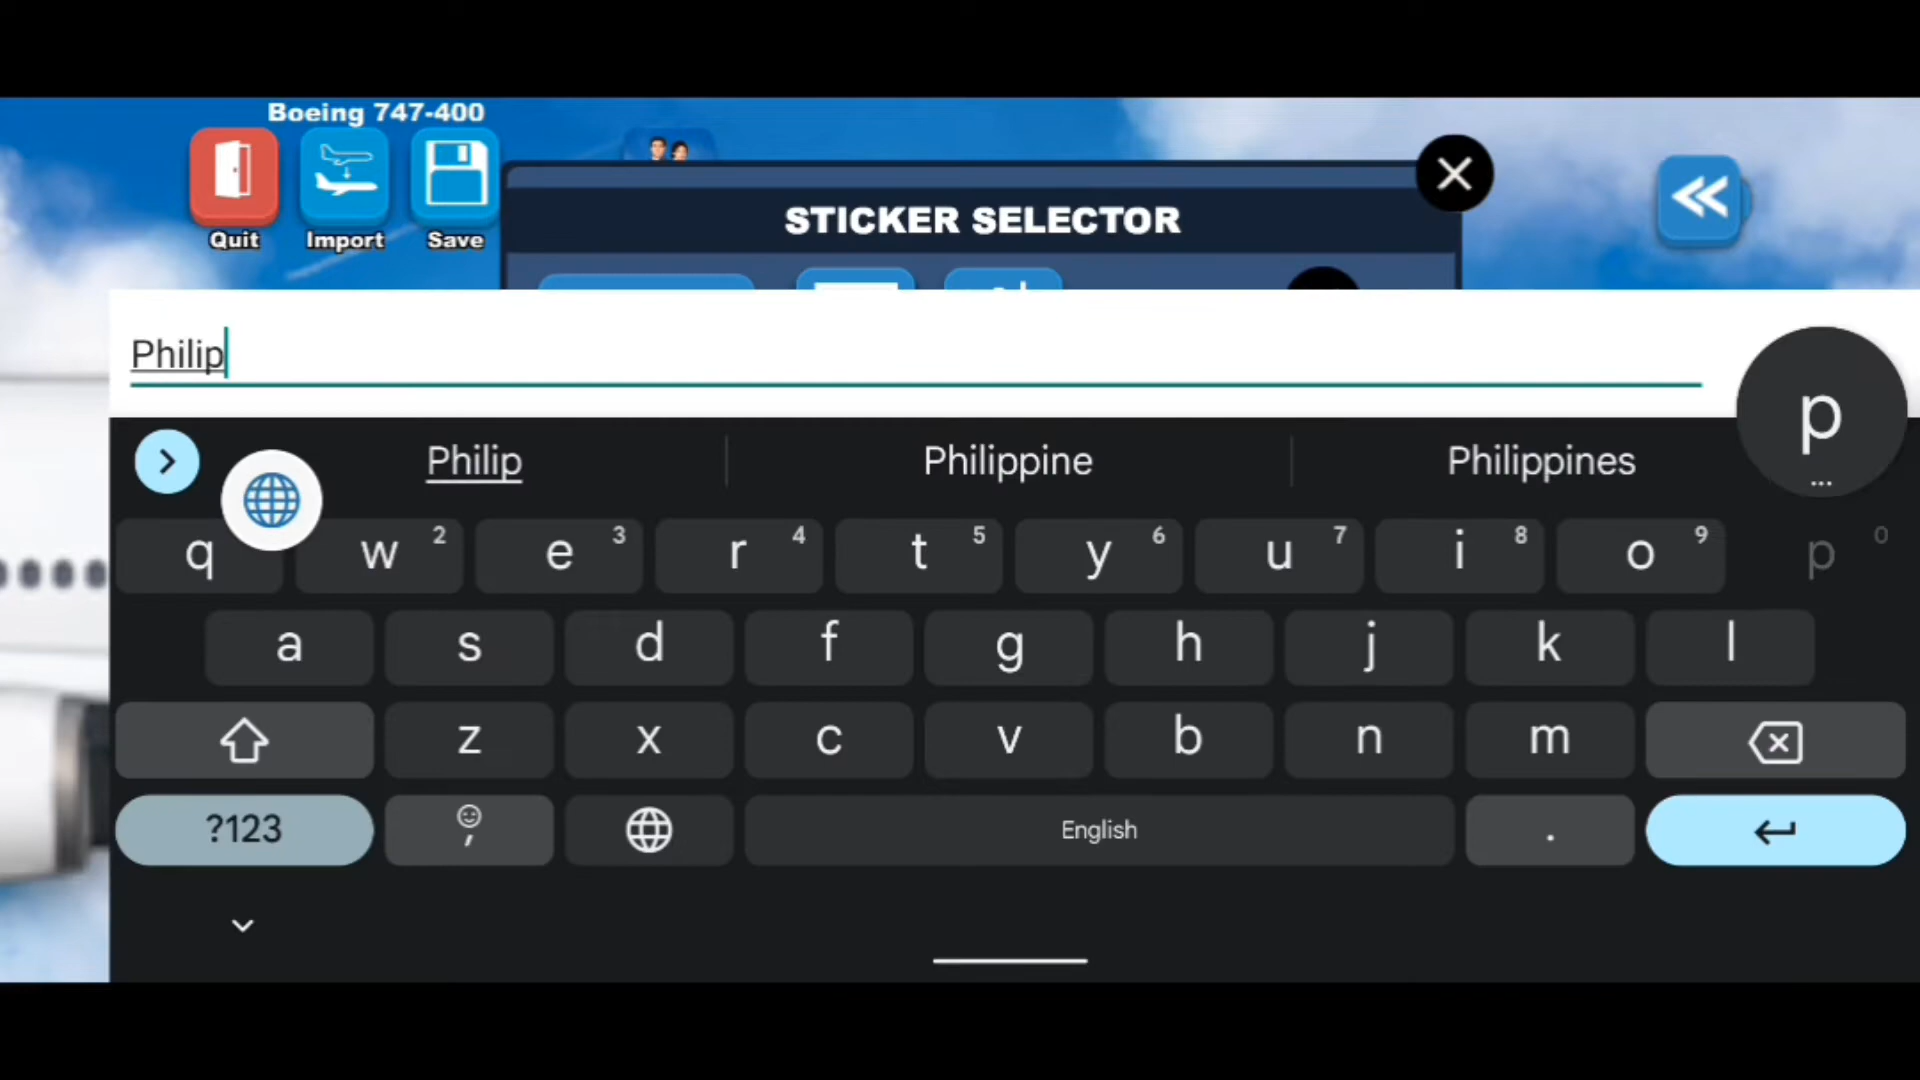 Boeing 747-400
Quit Import Save
STICKER SELECTOR
Philip
p
...
Philip Philippine Philippines
q w 2 e 3 r 4 t 5 y 6 u 7 i 8 o 9 p 0
a s d f g h j k l
z x c v b n m
?123 , English .